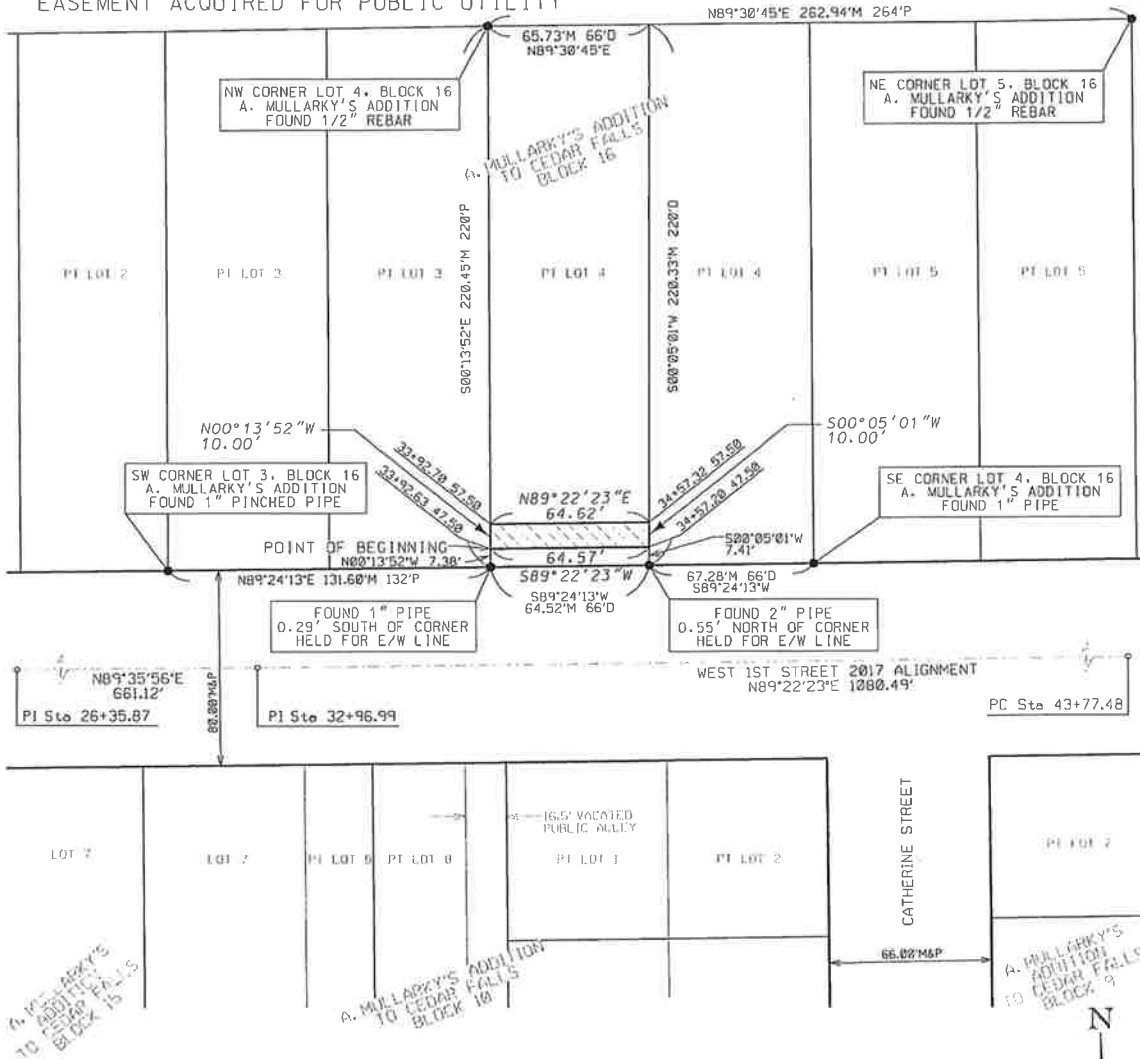 EASEMENT ACQUIRED FOR PUBLIC UTILITY
N89°30'45"E 262.94'M 264'P
65.73'M 66'D
N89°30'45"E
NW CORNER LOT 4, BLOCK 16
A. MULLARKY'S ADDITION
FOUND 1/2" REBAR
NE CORNER LOT 5, BLOCK 16
A. MULLARKY'S ADDITION
FOUND 1/2" REBAR
A. MULLARKY'S ADDITION
TO CEDAR FALLS
BLOCK 16
S00°13'52"E 220.45'M 220'P
S00°05'01"W 220.33'M 220'D
PT LOT 2
PT LOT 3
PT LOT 3
PT LOT 4
PT LOT 4
PT LOT 5
PT LOT 5
N00°13'52"W
10.00'
S00°05'01"W
10.00'
33+92.70 57.50
33+92.63 47.50
34+57.32 57.50
34+57.20 47.50
SW CORNER LOT 3, BLOCK 16
A. MULLARKY'S ADDITION
FOUND 1" PINCHED PIPE
SE CORNER LOT 4, BLOCK 16
A. MULLARKY'S ADDITION
FOUND 1" PIPE
N89°22'23"E
64.62'
POINT OF BEGINNING
N00°13'52"W 7.38'
64.57'
S89°22'23"W
S00°05'01"W
7.41'
N89°24'13"E 131.60'M 132'P
S89°24'13"W
64.52'M 66'D
67.28'M 66'D
S89°24'13"W
FOUND 1" PIPE
0.29' SOUTH OF CORNER
HELD FOR E/W LINE
FOUND 2" PIPE
0.55' NORTH OF CORNER
HELD FOR E/W LINE
N89°35'56"E
661.12'
PI Sta 26+35.87
80.00'M&P
PI Sta 32+96.99
WEST 1ST STREET 2017 ALIGNMENT
N89°22'23"E 1080.49'
PC Sta 43+77.48
16.5' VACATED
PUBLIC ALLEY
LOT 7
LOT 7
PT LOT 8
PT LOT 1
PT LOT 2
CATHERINE STREET
PT LOT 2
66.00'M&P
A. MULLARKY'S
ADDITION
TO CEDAR FALLS
BLOCK 15
A. MULLARKY'S ADDITION
TO CEDAR FALLS
BLOCK 10
A. MULLARKY'S
ADDITION
TO CEDAR FALLS
BLOCK 9
N